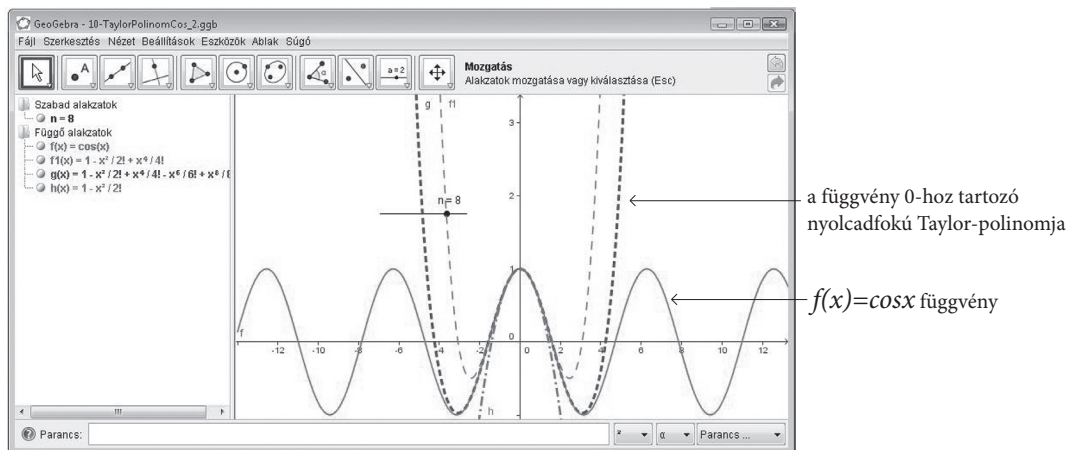 GeoGebra - 10-TaylorPolinomCos_2.ggb
Fájl Szerkesztés Nézet Beállítások Eszközök Ablak Súgó
A
α
a=2
Mozgatás
Alakzatok mozgatása vagy kiválasztása (Esc)
Szabad alakzatok
n = 8
Függő alakzatok
f(x) = cos(x)
f1(x) = 1 - x² / 2! + x⁴ / 4!
g(x) = 1 - x² / 2! + x⁴ / 4! - x⁶ / 6! + x⁸ / 8
h(x) = 1 - x² / 2!
g f1
3
2
n = 8
1
0
f
-12 -10 -8 -6 -4 -2 0 2 4 6 8 10 12
h
a függvény 0-hoz tartozó
nyolcadfokú Taylor-polinomja
f(x)=cosx függvény
Parancs:
² α Parancs ...